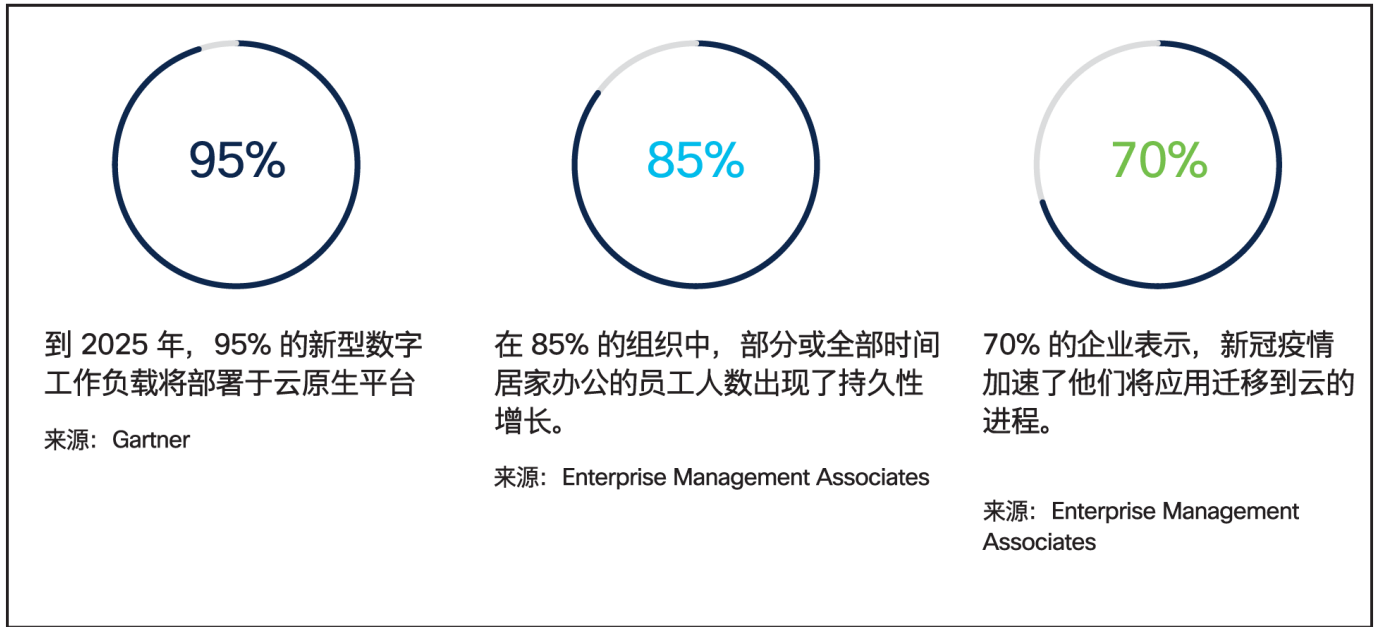 95%
到 2025 年，95% 的新型数字
工作负载将部署于云原生平台
来源：Gartner
85%
在 85% 的组织中，部分或全部时间
居家办公的员工人数出现了持久性
增长。
来源：Enterprise Management Associates
70%
70% 的企业表示，新冠疫情
加速了他们将应用迁移到云的
进程。
来源：Enterprise Management
Associates